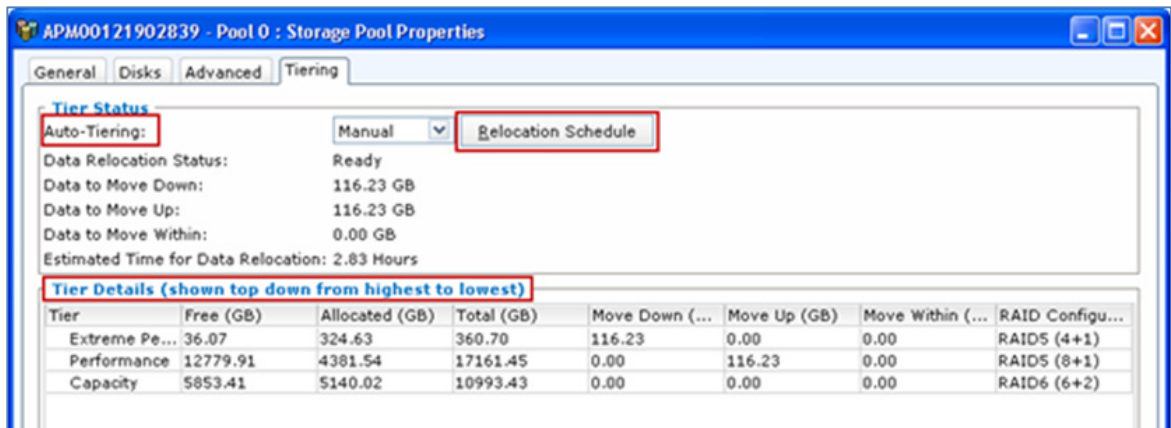 APM00121902839 - Pool 0 : Storage Pool Properties
General Disks Advanced Tiering
Tier Status
Auto-Tiering: Manual Relocation Schedule
Data Relocation Status: Ready
Data to Move Down: 116.23 GB
Data to Move Up: 116.23 GB
Data to Move Within: 0.00 GB
Estimated Time for Data Relocation: 2.83 Hours
Tier Details (shown top down from highest to lowest)
Tier Free (GB) Allocated (GB) Total (GB) Move Down (... Move Up (GB) Move Within (... RAID Configu...
Extreme Pe... 36.07 324.63 360.70 116.23 0.00 0.00 RAID5 (4+1)
Performance 12779.91 4381.54 17161.45 0.00 116.23 0.00 RAID5 (8+1)
Capacity 5853.41 5140.02 10993.43 0.00 0.00 0.00 RAID6 (6+2)